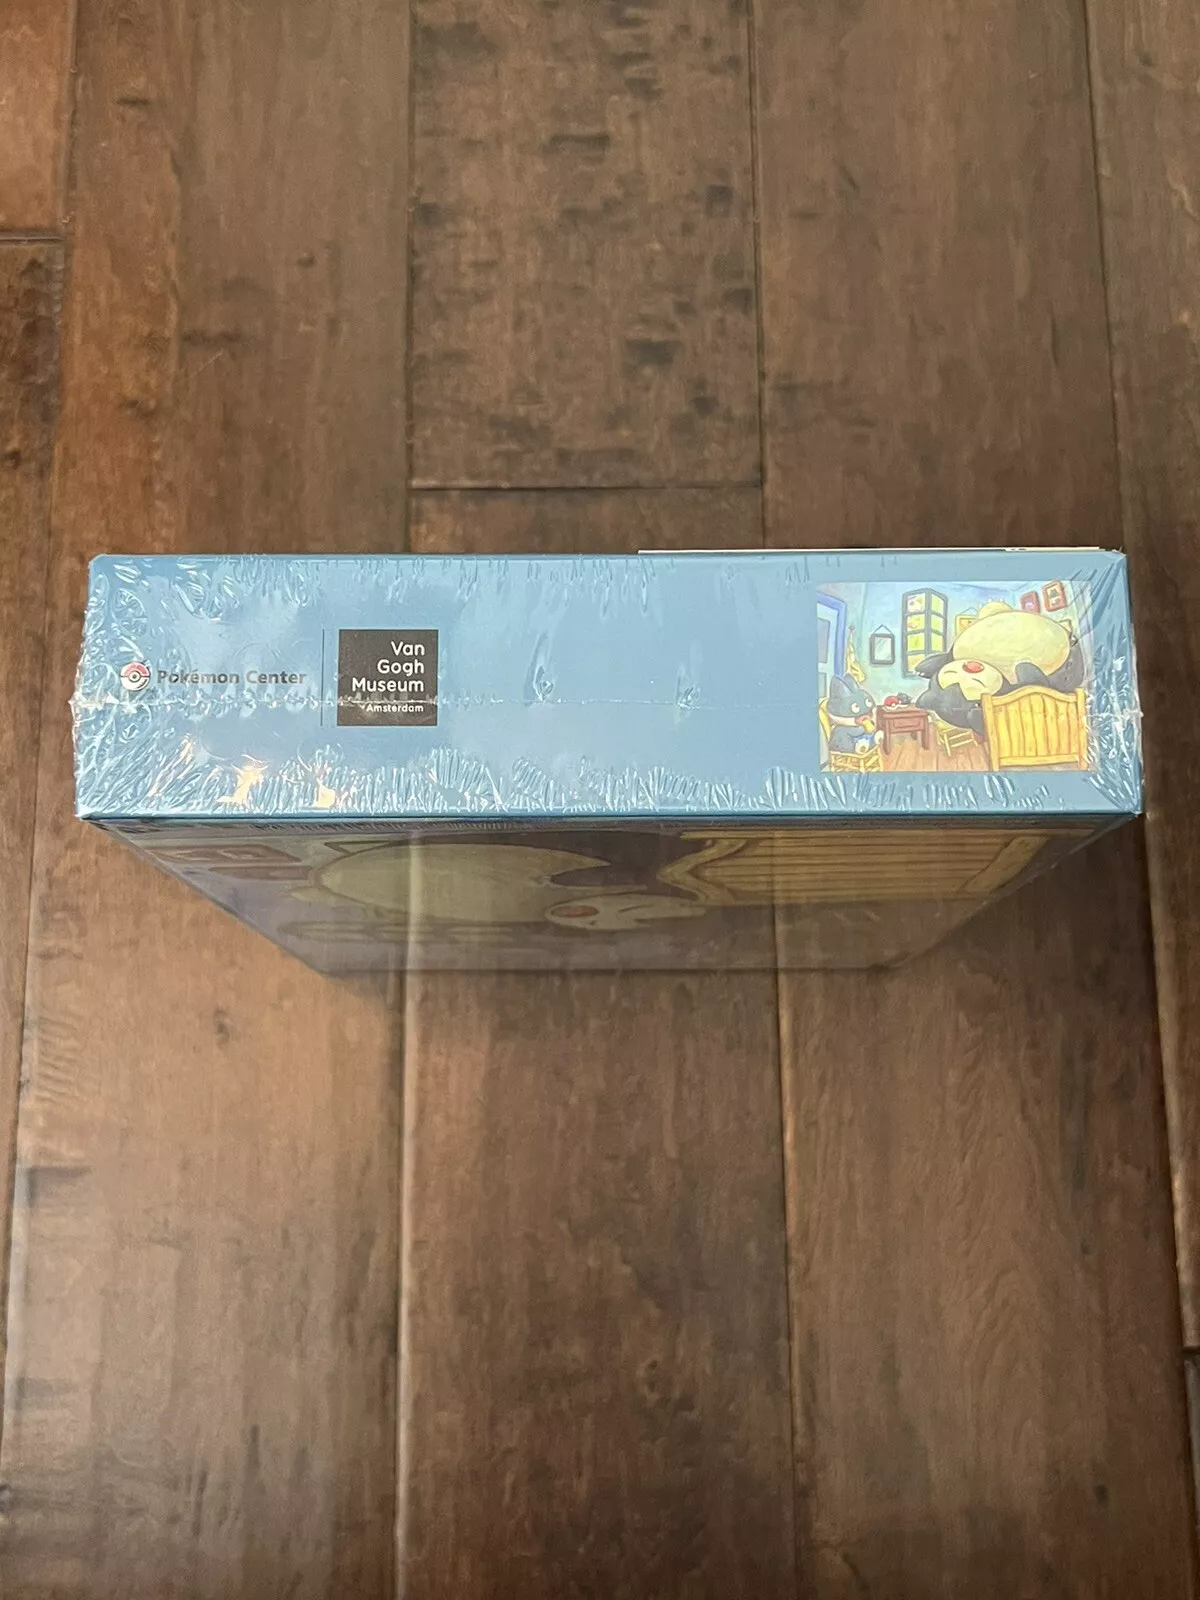 Pokémon Center
Van
Gogh
Museum
Amsterdam